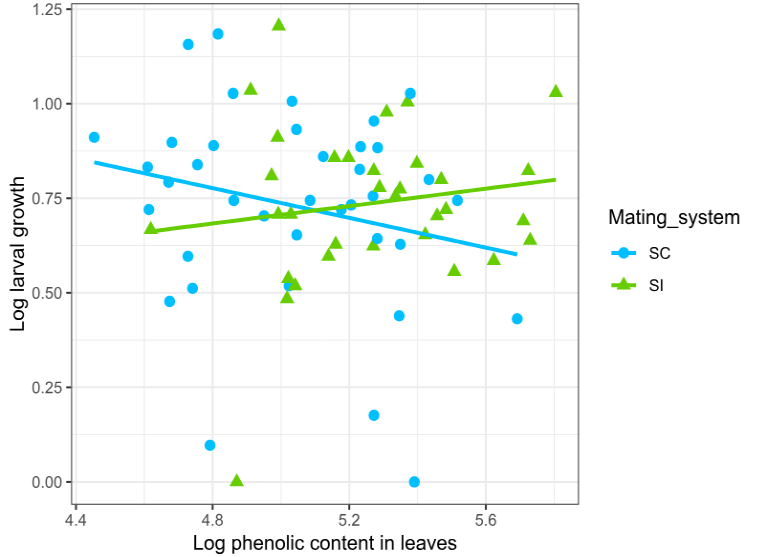 1.25
1.00
0.75
0.50
0.25
0.00
Log larval growth
4.4
4.8
5.2
5.6
Log phenolic content in leaves
Mating_system
SC
SI